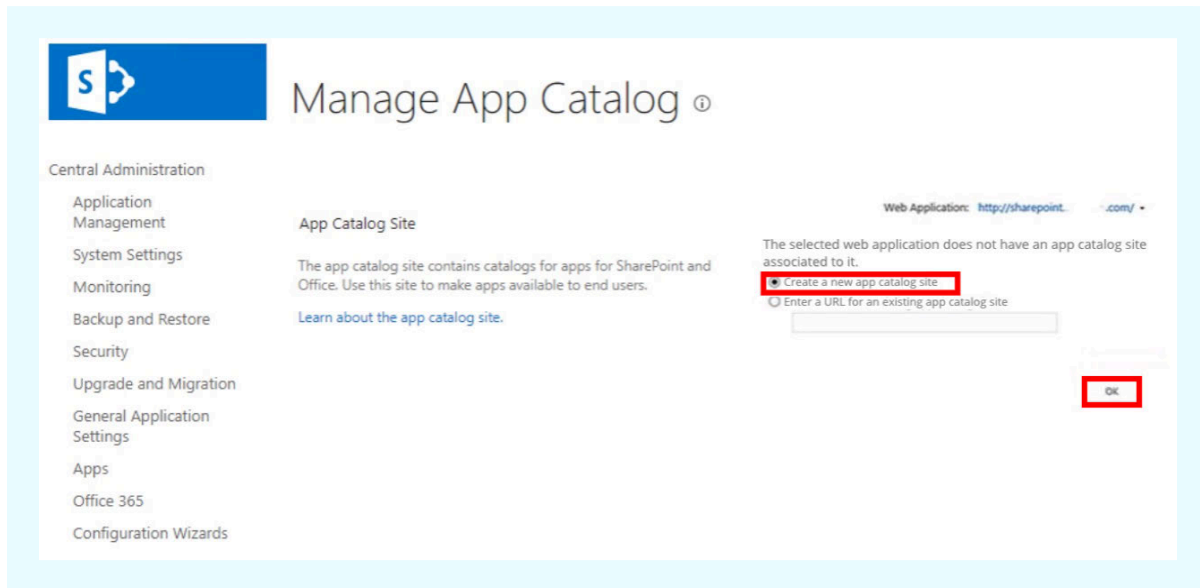 S
Manage App Catalog
Central Administration
Application
Management
System Settings
Monitoring
Backup and Restore
Security
Upgrade and Migration
General Application
Settings
Apps
Office 365
Configuration Wizards
App Catalog Site
The app catalog site contains catalogs for apps for SharePoint and
Office. Use this site to make apps available to end users.
Learn about the app catalog site.
Web Application: http://sharepoint. .com/
The selected web application does not have an app catalog site
associated to it.
Create a new app catalog site
Enter a URL for an existing app catalog site
OK